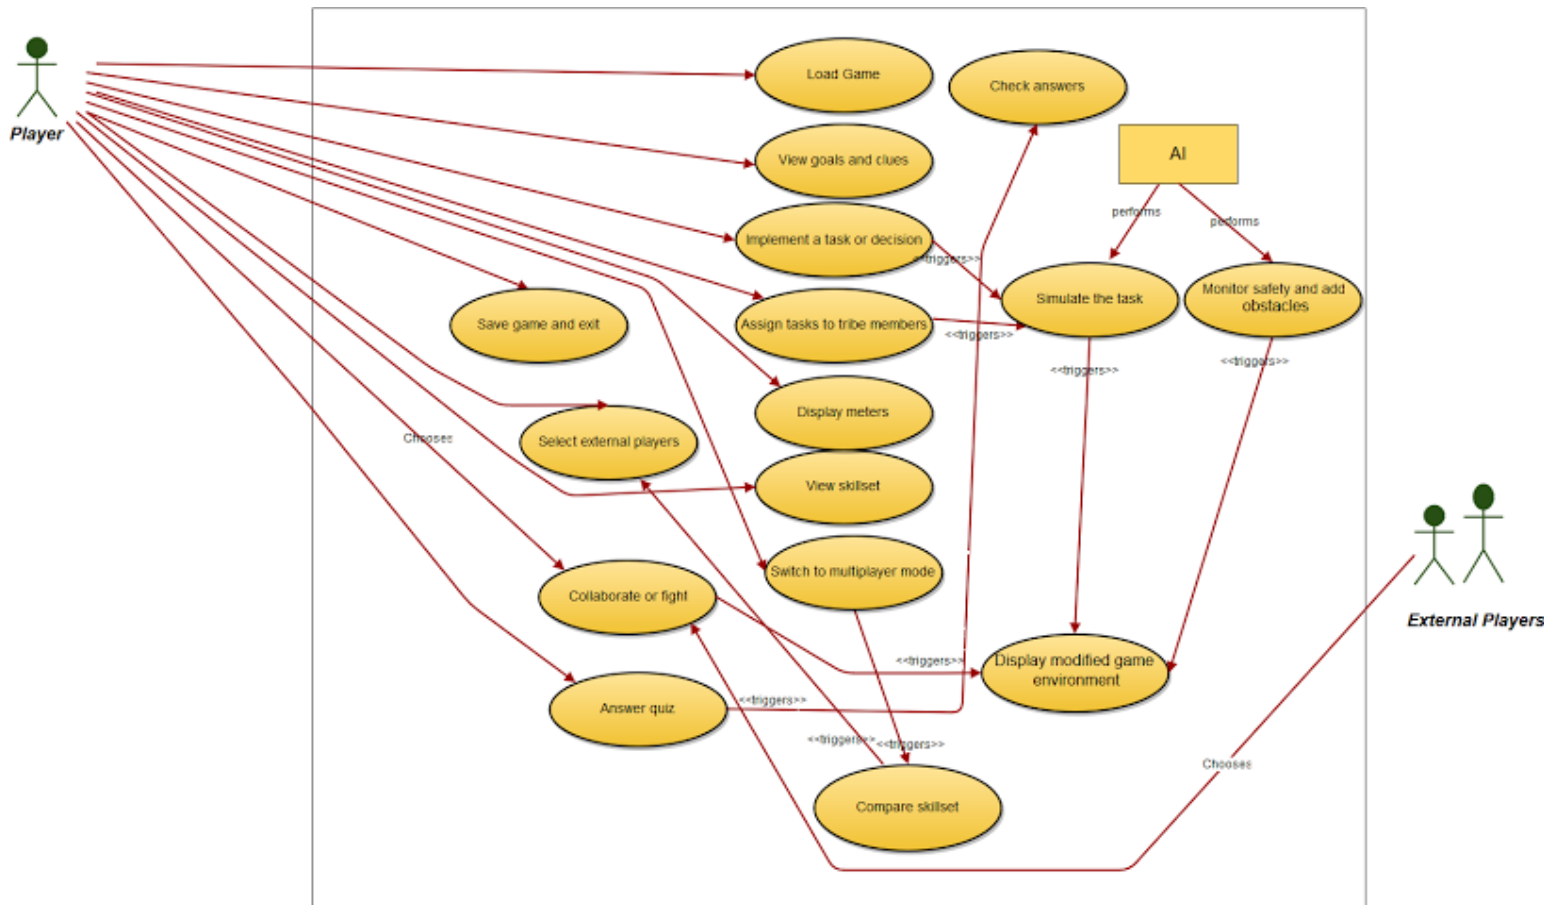 Load Game
Check answers
Player
View goals and clues
AI
performs
performs
Implement a task or decision
<<triggers>>
Simulate the task
Monitor safety and add
obstacles
Save game and exit
Assign tasks to tribe members
<<triggers>>
<<triggers>>
<<triggers>>
Display meters
Chooses
Select external players
View skillset
Switch to multiplayer mode
Collaborate or fight
External Players
<<triggers>>
Display modified game
environment
Answer quiz
<<triggers>>
<<triggers>>
<<triggers>>
Chooses
Compare skillset